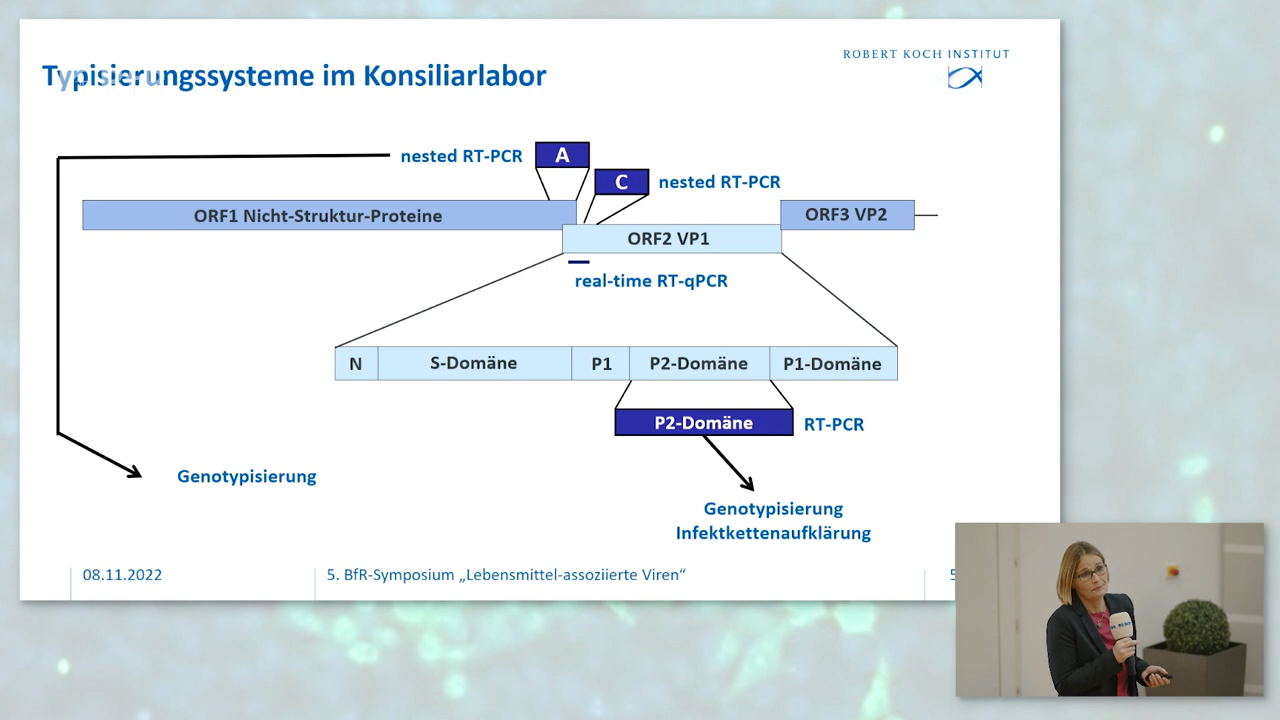 Typisierungssysteme im Konsiliarlabor
ROBERT KOCH INSTITUT
nested RT-PCR
A
C
nested RT-PCR
ORF1 Nicht-Struktur-Proteine
ORF3 VP2
ORF2 VP1
real-time RT-qPCR
N
S-Domäne
P1
P2-Domäne
P1-Domäne
P2-Domäne
RT-PCR
Genotypisierung
Genotypisierung
Infektkettenaufklärung
08.11.2022
5. BfR-Symposium „Lebensmittel-assoziierte Viren“